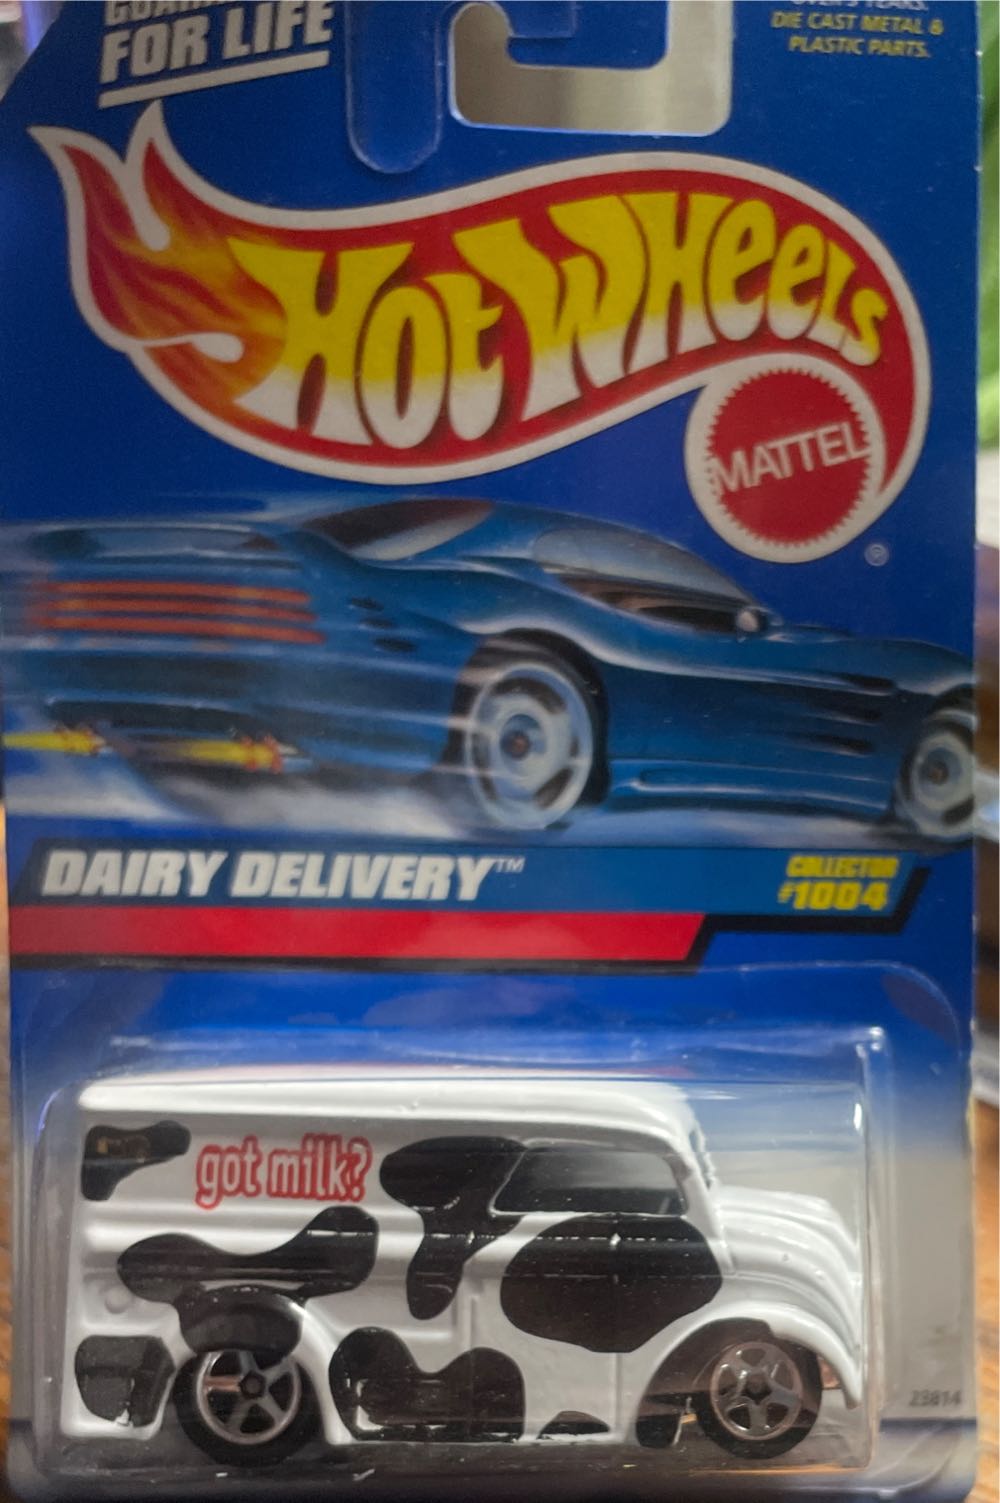 FOR LIFE
DIE CAST METAL &
PLASTIC PARTS.
HOT WHEELS
MATTEL
®
DAIRY DELIVERY™
COLLECTOR
#1004
got milk?
23814